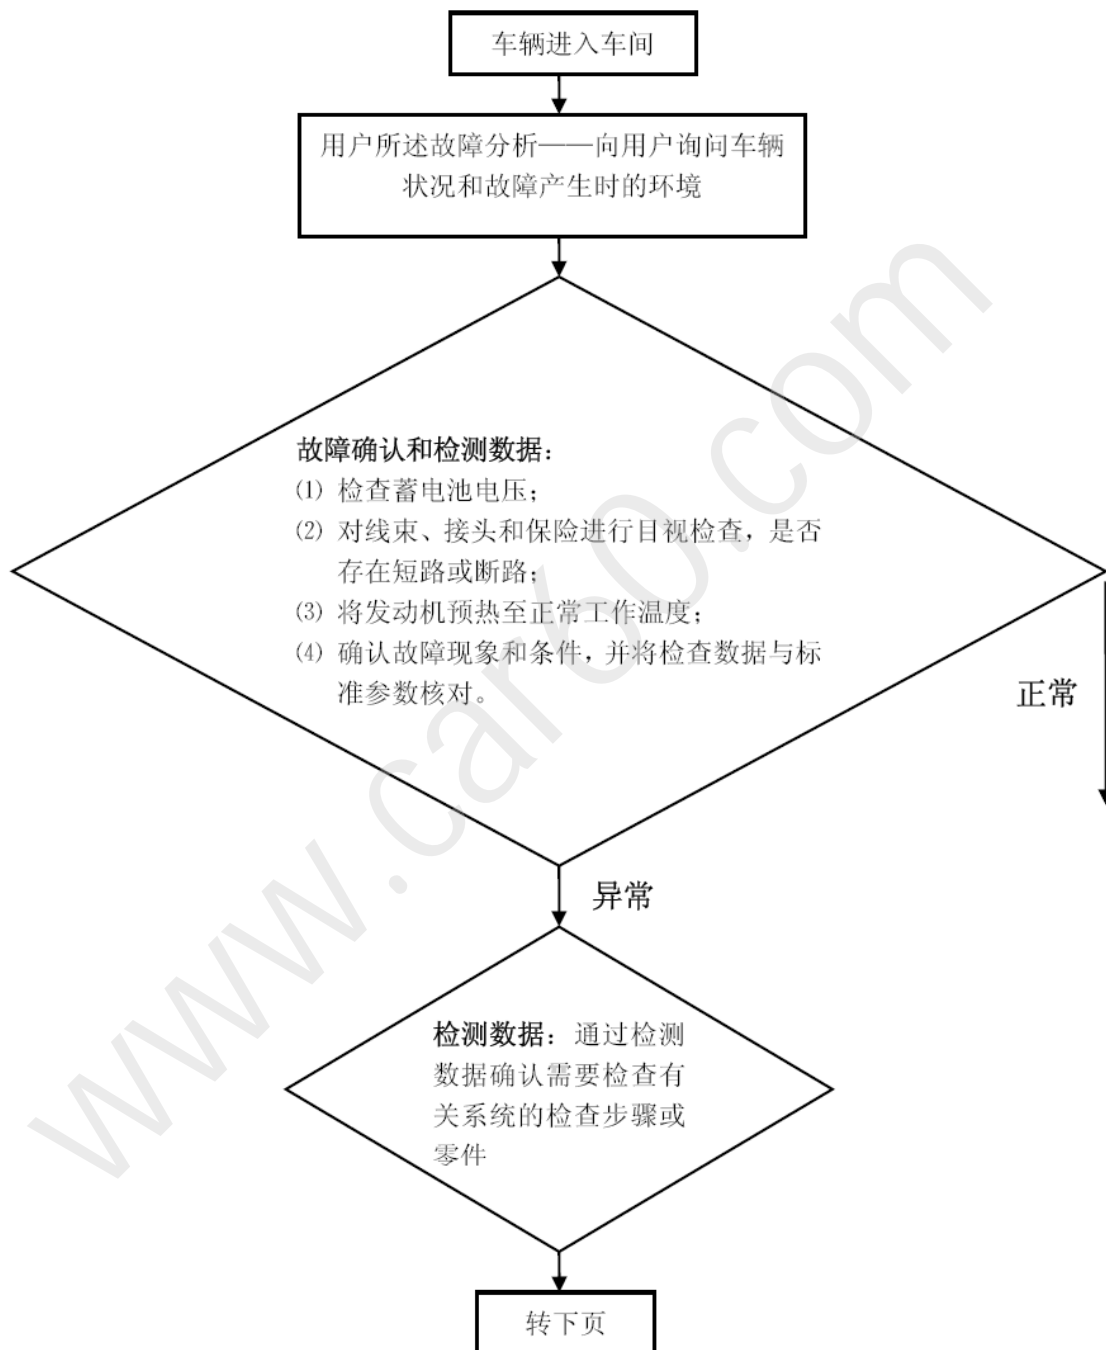 车辆进入车间
用户所述故障分析——向用户询问车辆
状况和故障产生时的环境
故障确认和检测数据：
⑴ 检查蓄电池电压；
⑵ 对线束、接头和保险进行目视检查，是否
存在短路或断路；
⑶ 将发动机预热至正常工作温度；
⑷ 确认故障现象和条件，并将检查数据与标
准参数核对。
正常
异常
检测数据：通过检测
数据确认需要检查有
关系统的检查步骤或
零件
转下页
www.car60.com